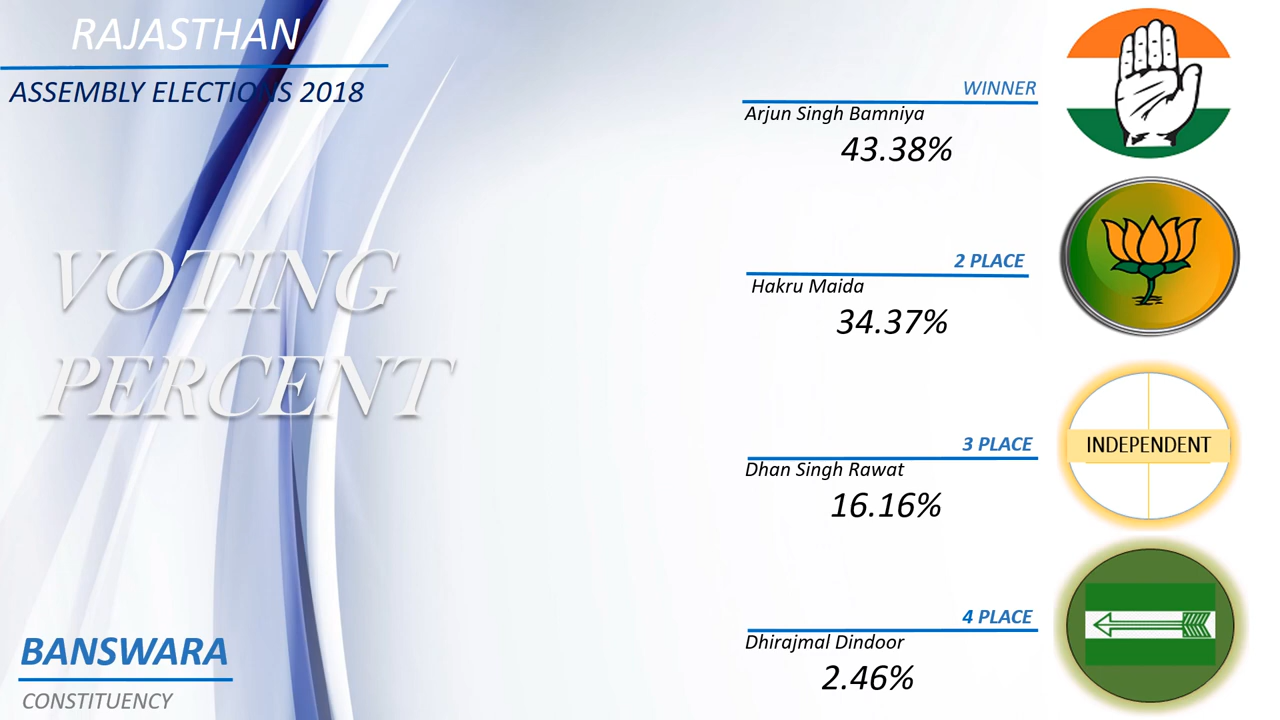 RAJASTHAN
ASSEMBLY ELECTIONS 2018
VOTING
PERCENT
BANSWARA
CONSTITUENCY
WINNER
Arjun Singh Bamniya
43.38%
2 PLACE
Hakru Maida
34.37%
3 PLACE
Dhan Singh Rawat
16.16%
INDEPENDENT
4 PLACE
Dhirajmal Dindoor
2.46%